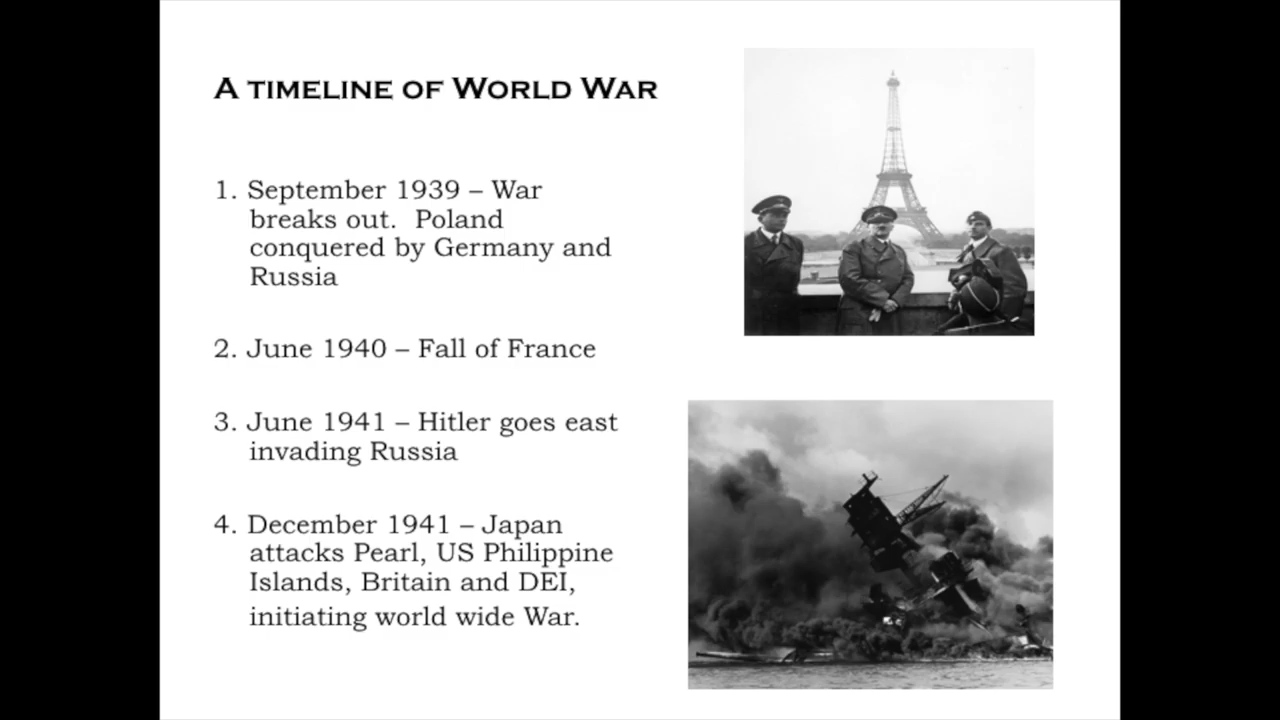 A TIMELINE OF WORLD WAR
1. September 1939 – War
breaks out.  Poland
conquered by Germany and
Russia
2. June 1940 – Fall of France
3. June 1941 – Hitler goes east
invading Russia
4. December 1941 – Japan
attacks Pearl, US Philippine
Islands, Britain and DEI,
initiating world wide War.